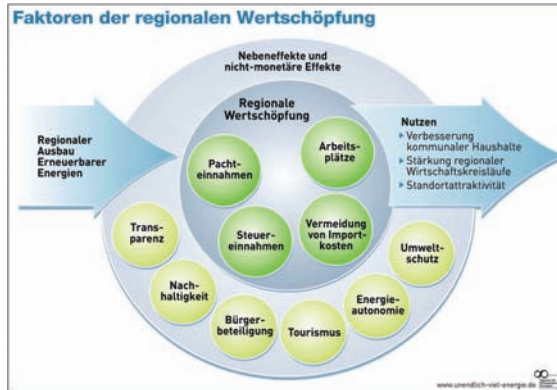 Faktoren der regionalen Wertschöpfung
Nebeneffekte und
nicht-monetäre Effekte
Regionale
Wertschöpfung
Regionaler
Ausbau
Erneuerbarer
Energien
Pacht-
einnahmen
Arbeits-
plätze
Steuer-
einnahmen
Vermeidung
von Import-
kosten
Nutzen
▸ Verbesserung
kommunaler Haushalte
▸ Stärkung regionaler
Wirtschaftskreisläufe
▸ Standortattraktivität
Trans-
parenz
Nach-
haltigkeit
Bürger-
beteiligung
Tourismus
Energie-
autonomie
Umwelt-
schutz
www.unendlich-viel-energie.de